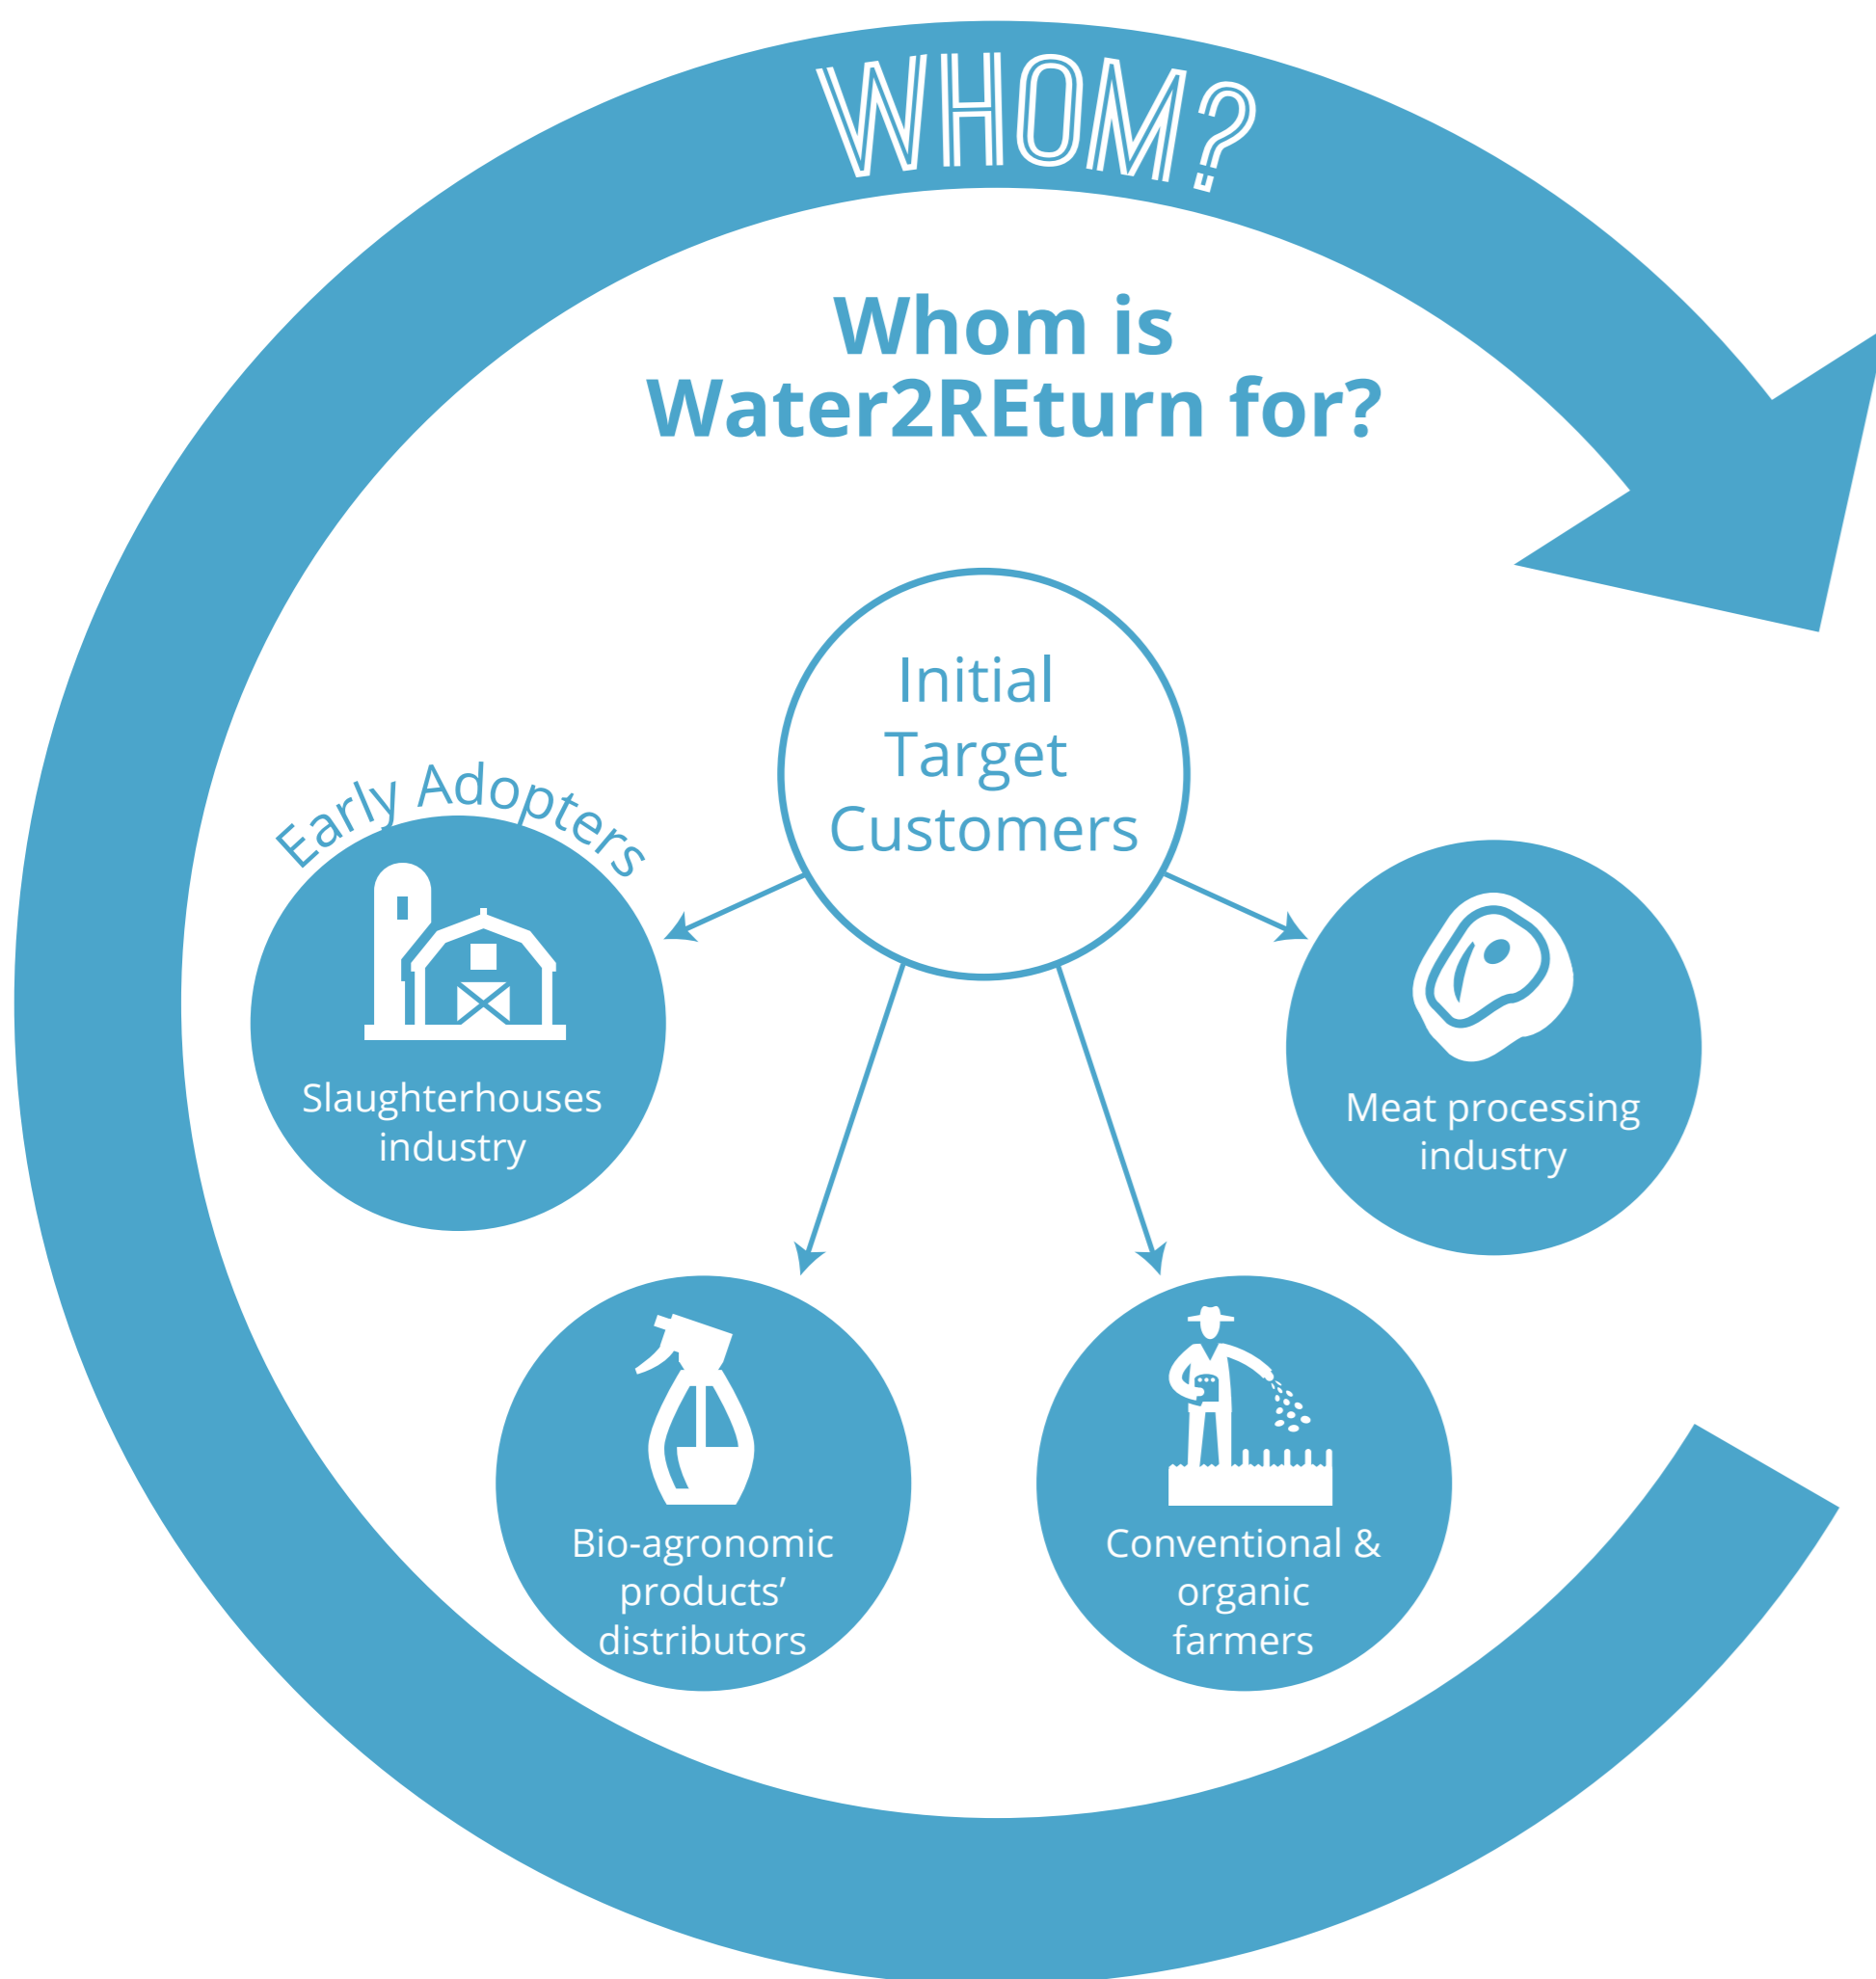 WHOM?
Whom is
Water2REturn for?
Initial
Target
Customers
Early Adopters
Slaughterhouses
industry
Meat processing
industry
Bio-agronomic
products’
distributors
Conventional &
organic
farmers